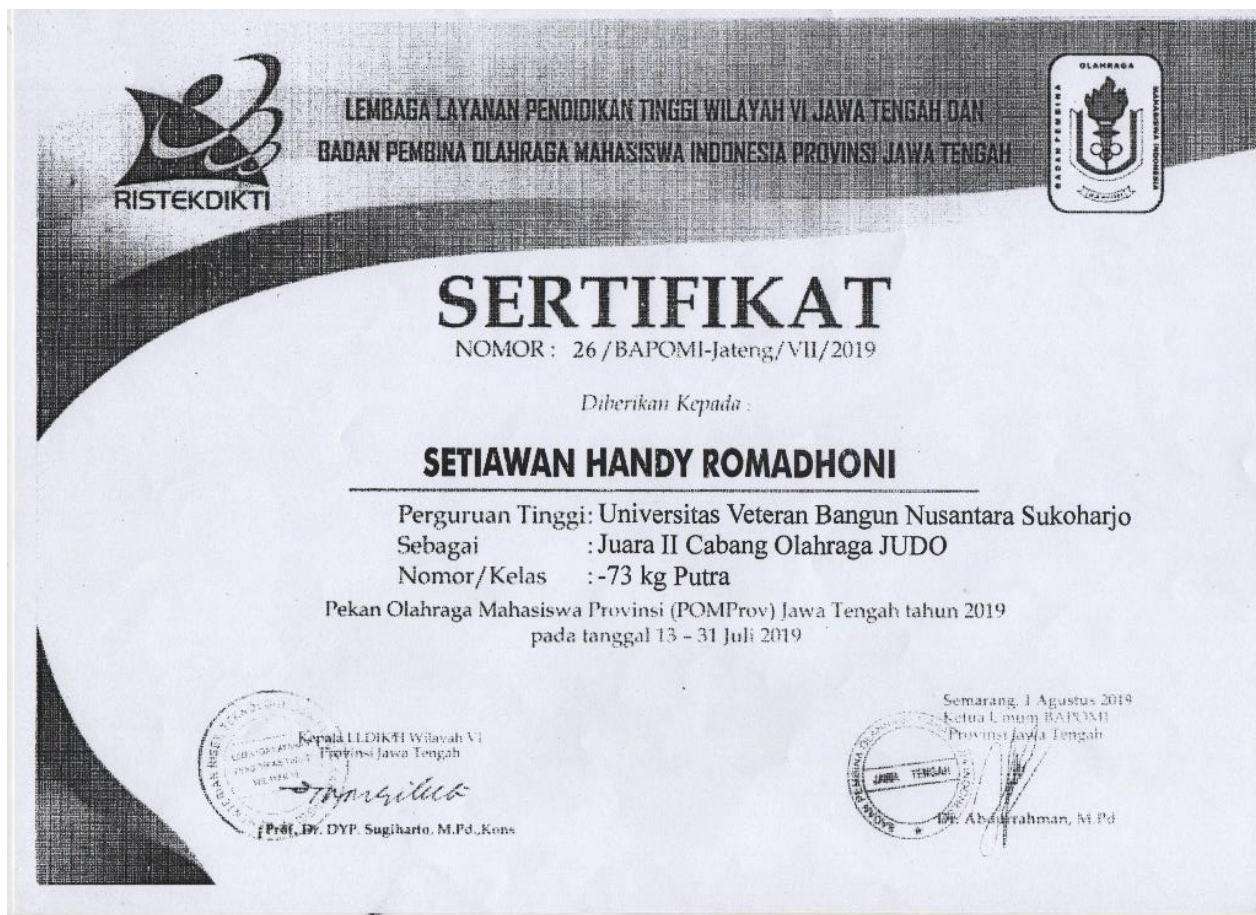 RISTEKDIKTI
LEMBAGA LAYANAN PENDIDIKAN TINGGI WILAYAH VI JAWA TENGAH DAN
BADAN PEMBINA OLAHRAGA MAHASISWA INDONESIA PROVINSI JAWA TENGAH
OLAHRAGA
BADAN PEMBINA
MAHASISWA INDONESIA
SERTIFIKAT
NOMOR : 26/BAPOMI-Jateng/VII/2019
Diberikan Kepada :
SETIAWAN HANDY ROMADHONI
Perguruan Tinggi: Universitas Veteran Bangun Nusantara Sukoharjo
Sebagai : Juara II Cabang Olahraga JUDO
Nomor/Kelas : -73 kg Putra
Pekan Olahraga Mahasiswa Provinsi (POMProv) Jawa Tengah tahun 2019
pada tanggal 13 – 31 Juli 2019
Kepala LLDIKTI Wilayah VI
Provinsi Jawa Tengah
Prof. Dr. DYP. Sugiharto, M.Pd.,Kons
Semarang, 1 Agustus 2019
Ketua Umum BAPOMI
Provinsi Jawa Tengah
JAWA TENGAH
Dr. Abdurrahman, M.Pd